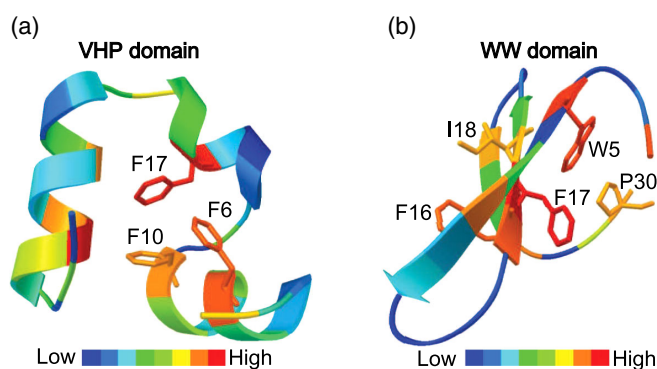 (a)
VHP domain
F17
F6
F10
Low High
(b)
WW domain
I18
W5
P30
F16
F17
Low High